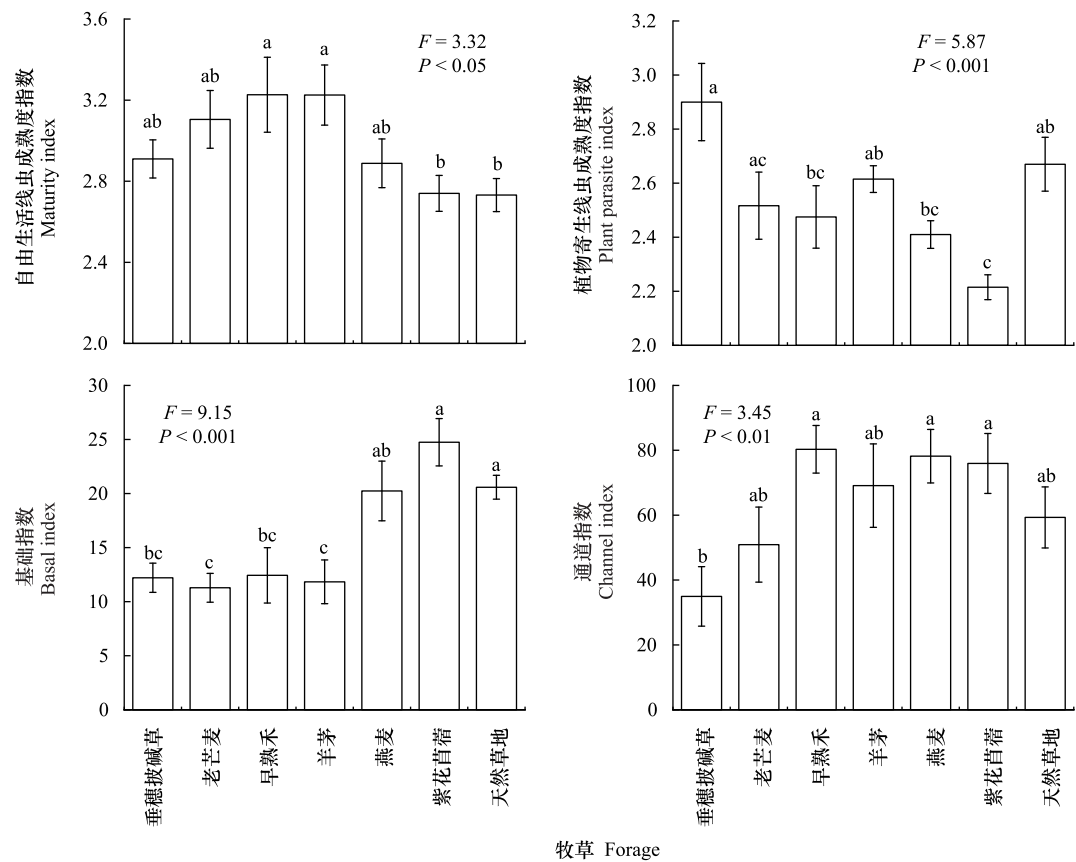 自由生活线虫成熟度指数
Maturity index
3.6
3.2
2.8
2.4
2.0
F = 3.32
P < 0.05
ab
ab
a
a
ab
b
b
植物寄生线虫成熟度指数
Plant parasite index
3.2
3.0
2.8
2.6
2.4
2.2
2.0
F = 5.87
P < 0.001
a
ac
bc
ab
bc
c
ab
基础指数
Basal index
30
25
20
15
10
5
0
F = 9.15
P < 0.001
bc
c
bc
c
ab
a
a
垂穗披碱草
老芒麦
早熟禾
羊茅
燕麦
紫花苜蓿
天然草地
通道指数
Channel index
100
80
60
40
20
0
F = 3.45
P < 0.01
b
ab
a
ab
a
a
ab
垂穗披碱草
老芒麦
早熟禾
羊茅
燕麦
紫花苜蓿
天然草地
牧草 Forage